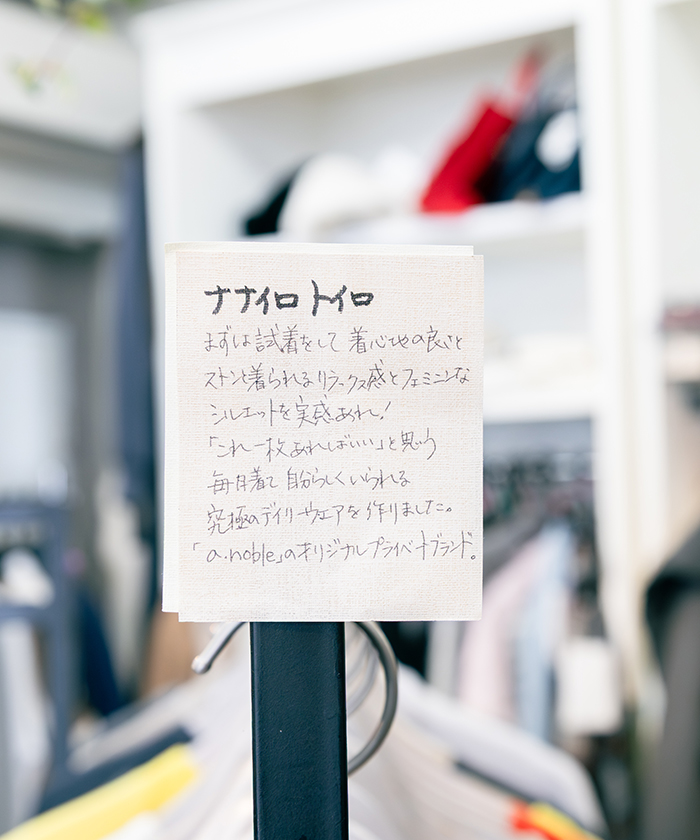 ナナイロ トイロ
まずは試着をして 着心地の良さと
ストンと着られるリラックス感とフェミニンな
シルエットを実感あれ!
「これ一枚あればいい」と思う
毎日着て 自分らしくいられる
究極のデイリーウェアを作りました。
「a.noble」のオリジナルプライベートブランド。